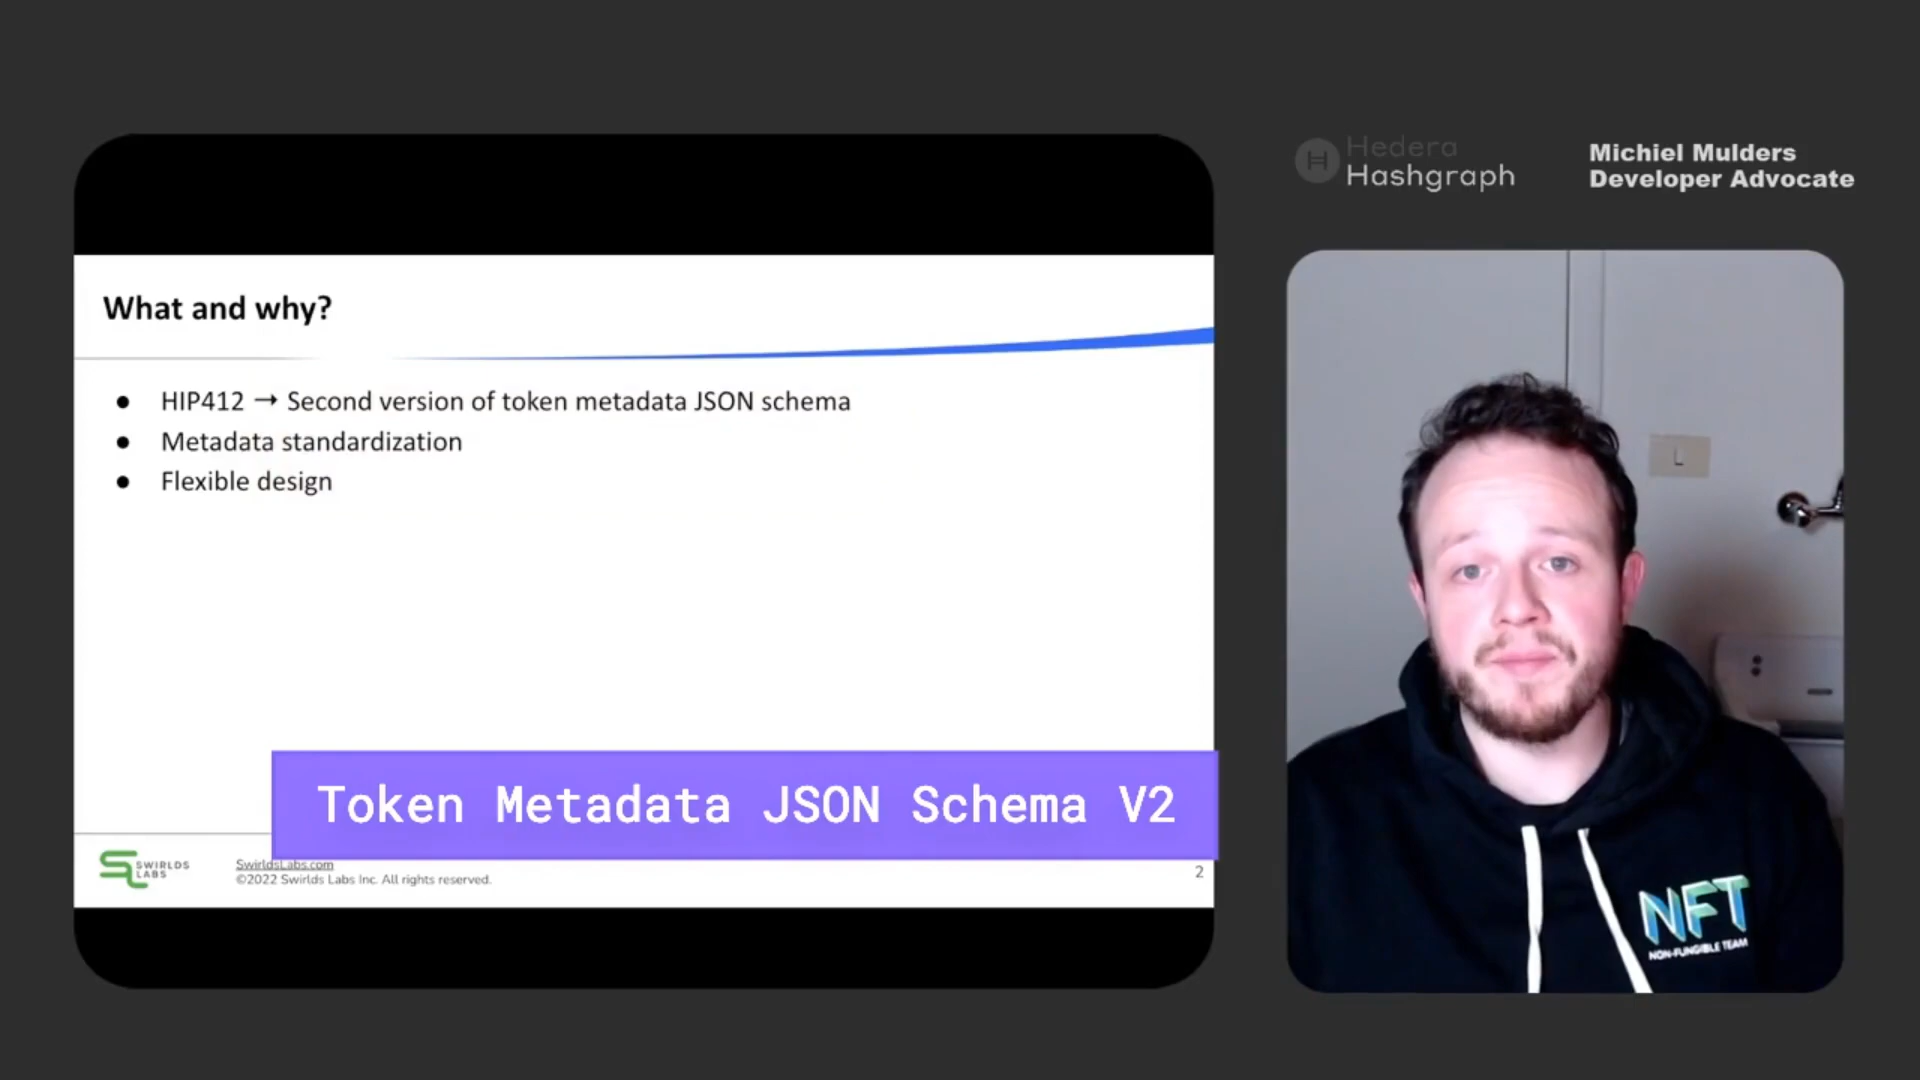 Hedera
Hashgraph
Michiel Mulders
Developer Advocate
What and why?
● HIP412 → Second version of token metadata JSON schema
● Metadata standardization
● Flexible design
Token Metadata JSON Schema V2
SWIRLDS
LABS
SwirldsLabs.com
©2022 Swirlds Labs Inc. All rights reserved.
2
NFT
NON-FUNGIBLE TEAM